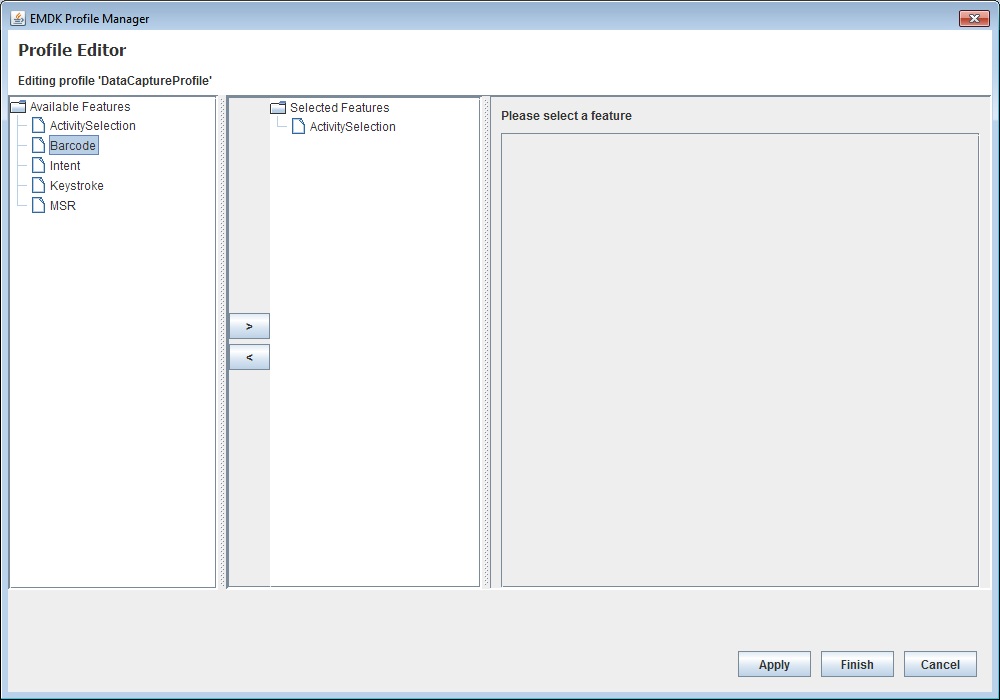 EMDK Profile Manager
Profile Editor
Editing profile 'DataCaptureProfile'
Available Features
ActivitySelection
Barcode
Intent
Keystroke
MSR
Selected Features
ActivitySelection
>
<
Please select a feature
Apply
Finish
Cancel